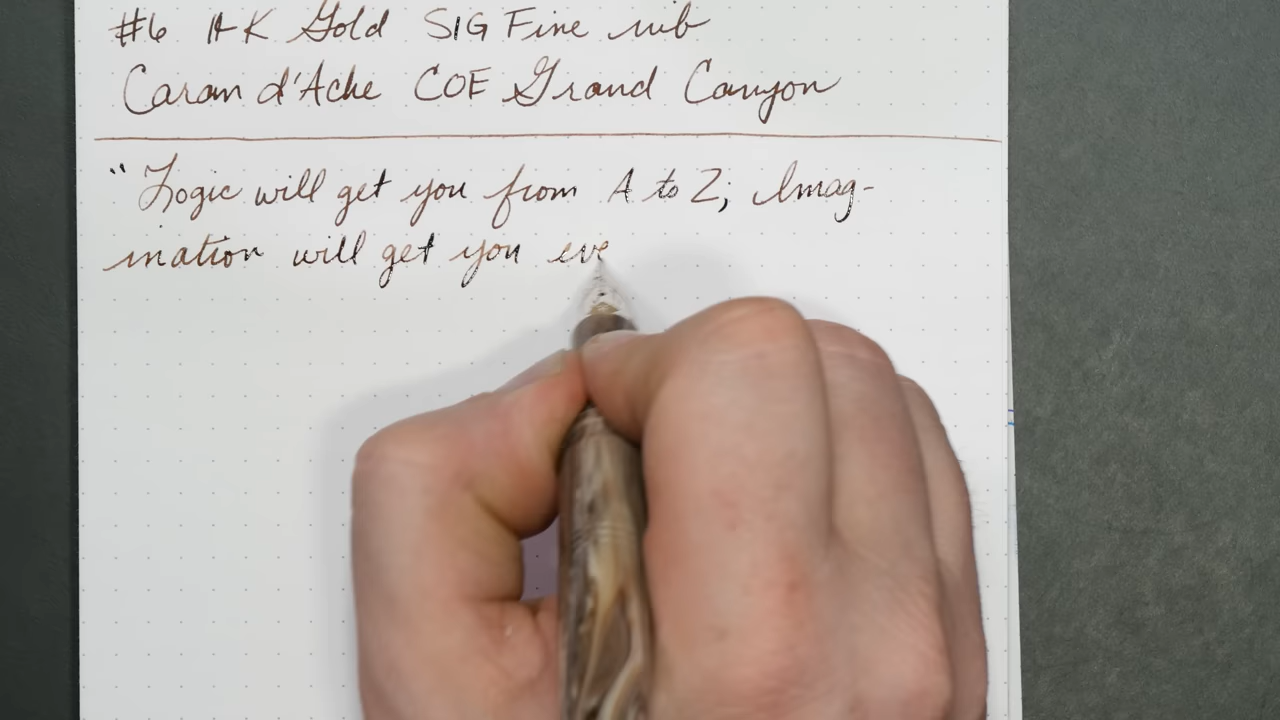 #6 14K Gold SIG Fine nib
Caran d'Ache COE Grand Canyon
"Logic will get you from A to Z; Imag-
ination will get you eve